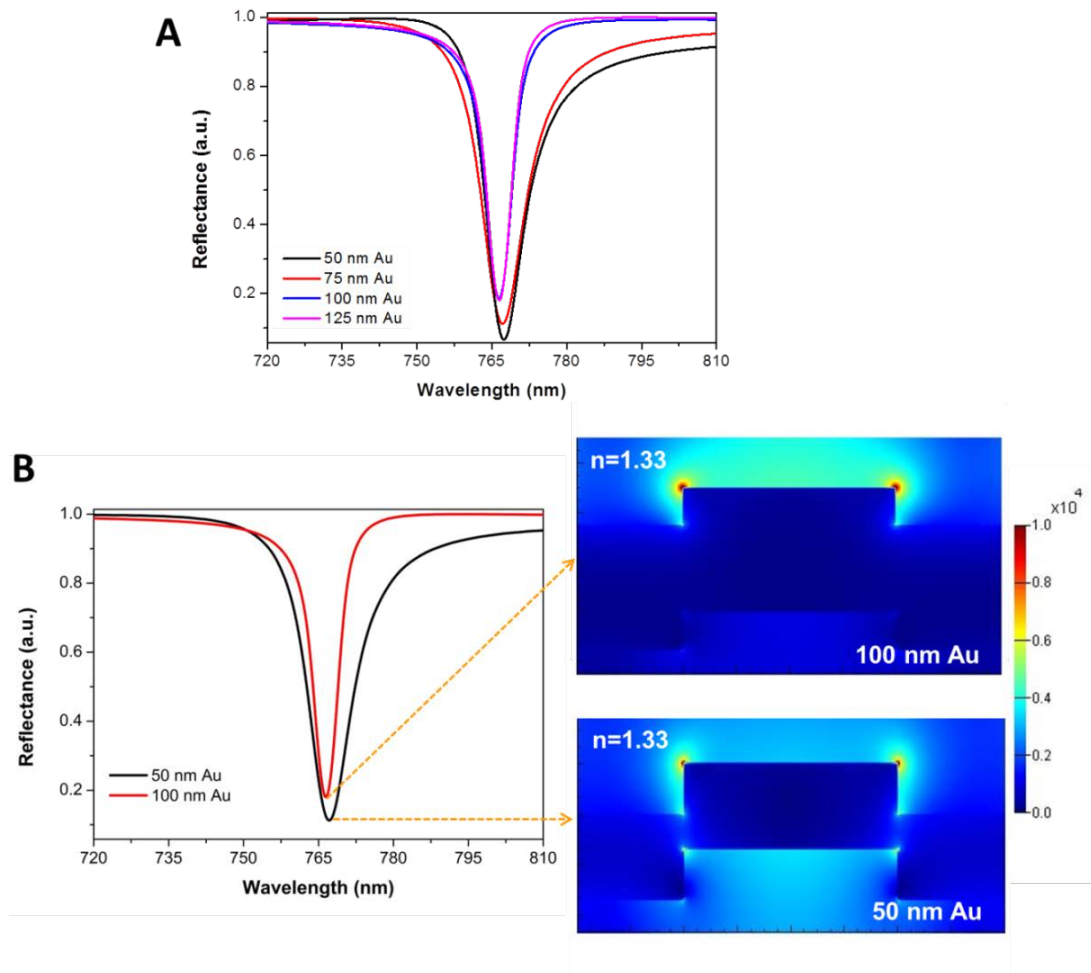 A
1.0
0.8
0.6
0.4
0.2
Reflectance (a.u.)
50 nm Au
75 nm Au
100 nm Au
125 nm Au
720 735 750 765 780 795 810
Wavelength (nm)
B
1.0
0.8
0.6
0.4
0.2
Reflectance (a.u.)
50 nm Au
100 nm Au
720 735 750 765 780 795 810
Wavelength (nm)
n=1.33
100 nm Au
n=1.33
50 nm Au
x10⁴
1.0
0.8
0.6
0.4
0.2
0.0